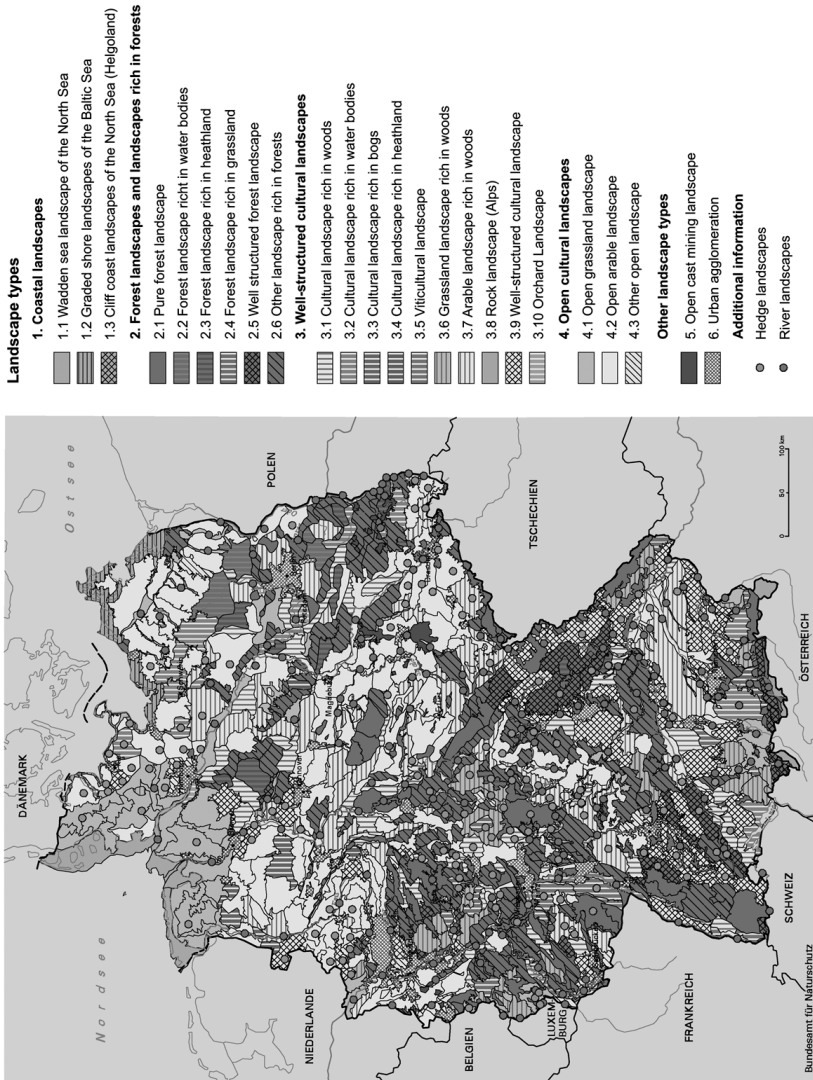 Landscape types
1. Coastal landscapes
1.1 Wadden sea landscape of the North Sea
1.2 Graded shore landscapes of the Baltic Sea
1.3 Cliff coast landscapes of the North Sea (Helgoland)
2. Forest landscapes and landscapes rich in forests
2.1 Pure forest landscape
2.2 Forest landscape richt in water bodies
2.3 Forest landscape rich in heathland
2.4 Forest landscape rich in grassland
2.5 Well structured forest landscape
2.6 Other landscape rich in forests
3. Well-structured cultural landscapes
3.1 Cultural landscape rich in woods
3.2 Cultural landscape rich in water bodies
3.3 Cultural landscape rich in bogs
3.4 Cultural landscape rich in heathland
3.5 Viticultural landscape
3.6 Grassland landscape rich in woods
3.7 Arable landscape rich in woods
3.8 Rock landscape (Alps)
3.9 Well-structured cultural landscape
3.10 Orchard Landscape
4. Open cultural landscapes
4.1 Open grassland landscape
4.2 Open arable landscape
4.3 Other open landscape
Other landscape types
5. Open cast mining landscape
6. Urban agglomeration
Additional information
Hedge landscapes
River landscapes
Nordsee
Ostsee
DÄNEMARK
POLEN
NIEDERLANDE
BELGIEN
LUXEM
BURG
TSCHECHIEN
FRANKREICH
SCHWEIZ
ÖSTERREICH
Magdeburg
Hannover
0 50 100 km
Bundesamt für Naturschutz